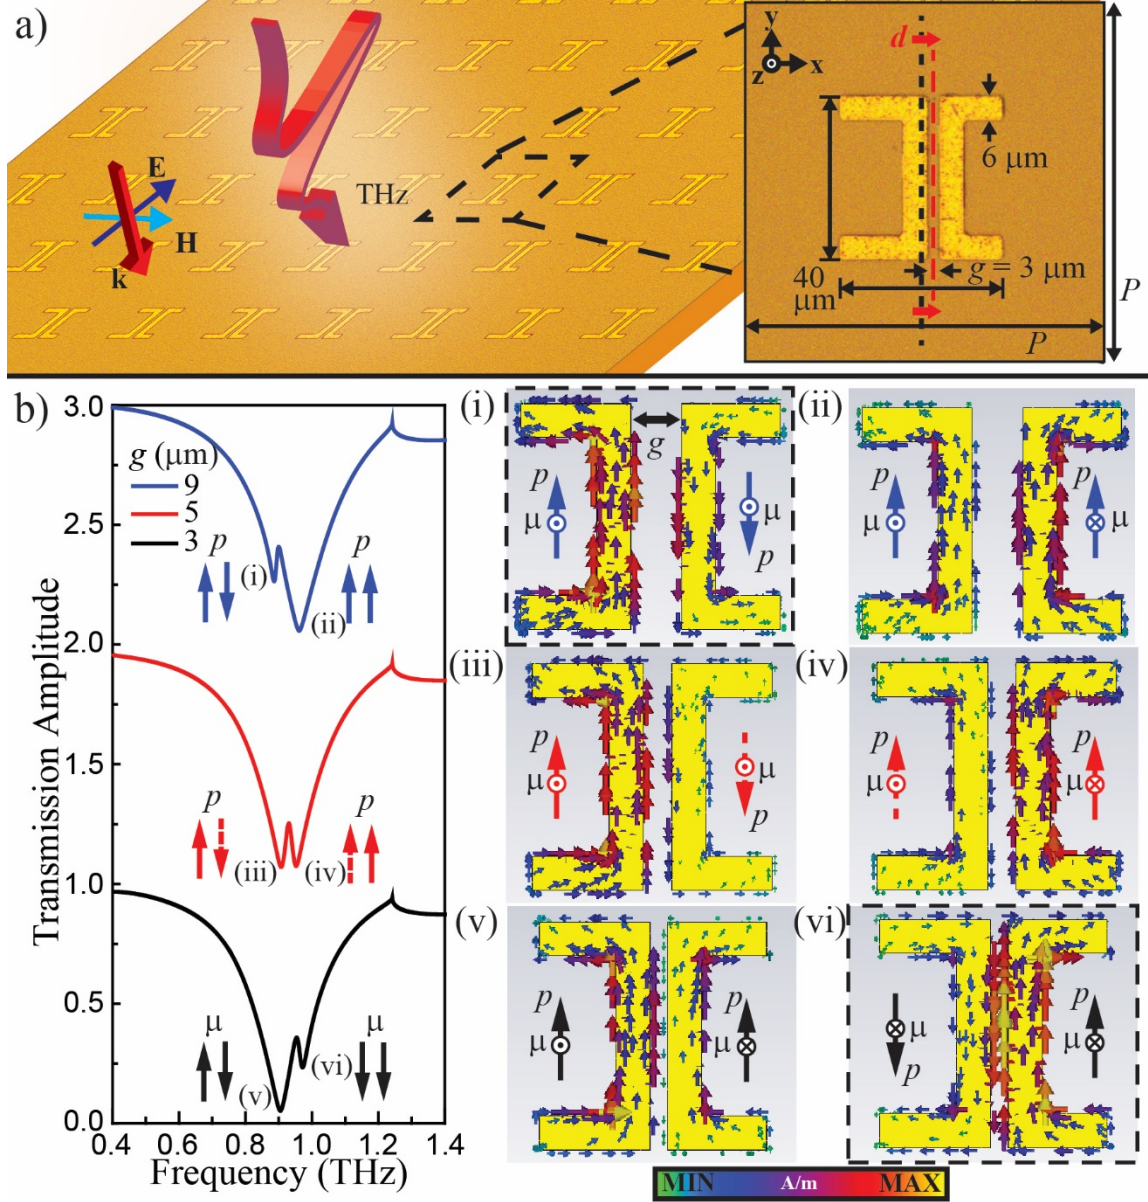 a)
E
H
k
THz
y
x
z
d
6 μm
40
μm
g = 3 μm
P
P
b)
Transmission Amplitude
3.0
2.5
2.0
1.5
1.0
0.5
0.0
g (μm)
9
5
3
p
(i)
(ii)
p
p
(iii)
(iv)
p
μ
(v)
(vi)
μ
0.4 0.6 0.8 1.0 1.2 1.4
Frequency (THz)
(i)
g
p
μ
μ
p
(ii)
p
μ
p
μ
(iii)
p
μ
μ
p
(iv)
p
μ
p
μ
(v)
p
μ
p
μ
(vi)
μ
p
p
μ
MIN A/m MAX